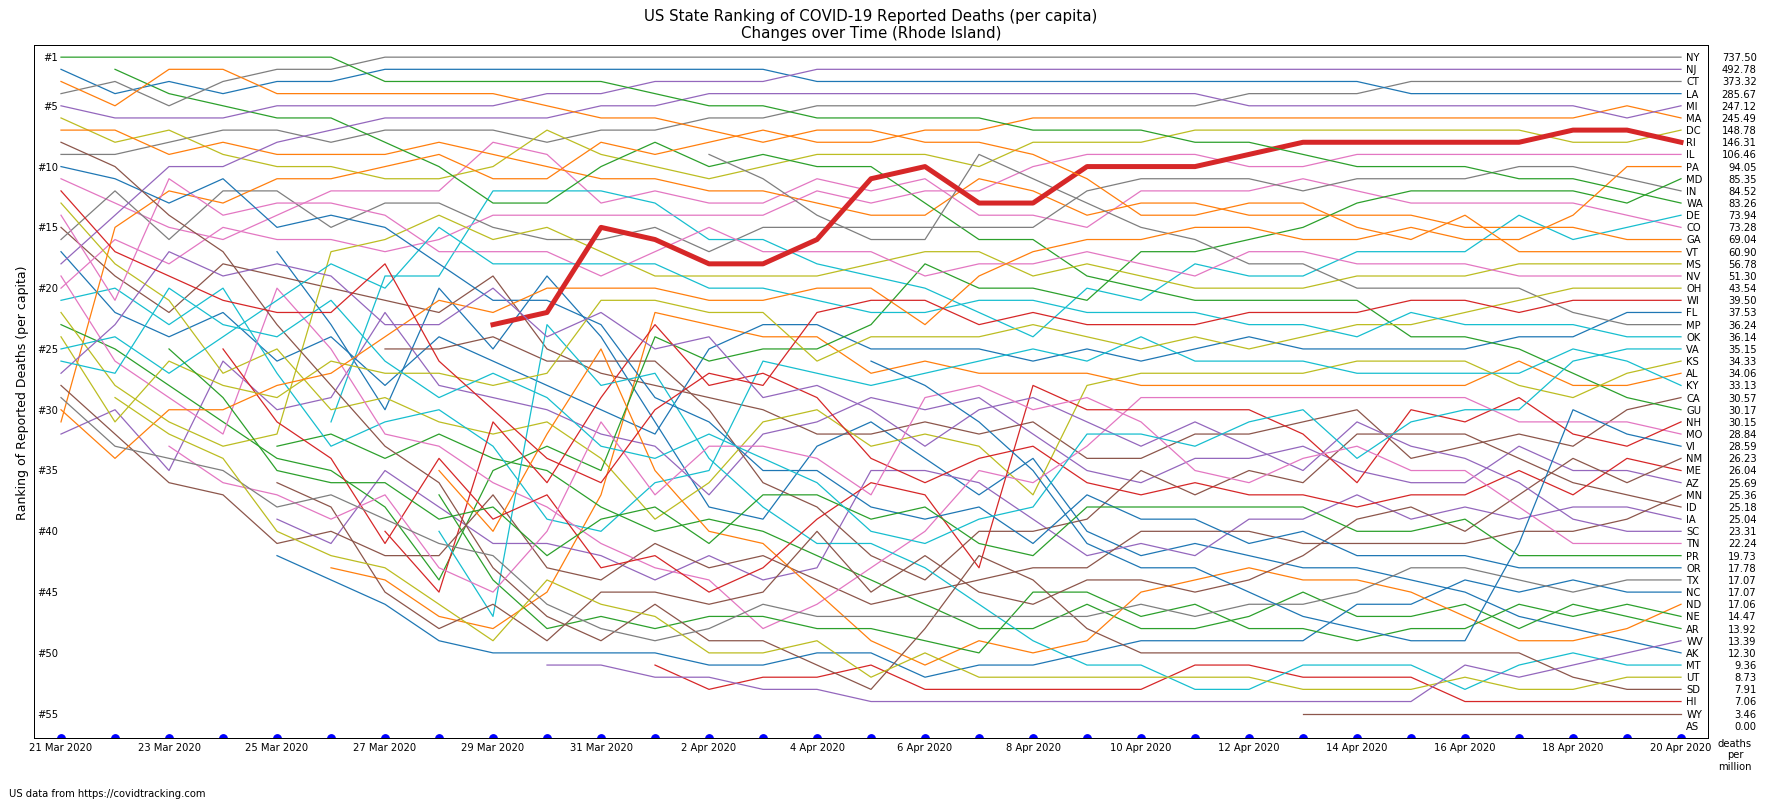 US State Ranking of COVID-19 Reported Deaths (per capita)
Changes over Time (Rhode Island)
Ranking of Reported Deaths (per capita)
#1
#5
#10
#15
#20
#25
#30
#35
#40
#45
#50
#55
NY 737.50
NJ 492.78
CT 373.32
LA 285.67
MI 247.12
MA 245.49
DC 148.78
RI 146.31
IL 106.46
PA 94.05
MD 85.35
IN 84.52
WA 83.26
DE 73.94
CO 73.28
GA 69.04
VT 60.90
MS 56.78
NV 51.30
OH 43.54
WI 39.50
FL 37.53
MP 36.24
OK 36.14
VA 35.15
KS 34.33
AL 34.06
KY 33.13
CA 30.57
GU 30.17
NH 30.15
MO 28.84
VI 28.59
NM 26.23
ME 26.04
AZ 25.69
MN 25.36
ID 25.18
IA 25.04
SC 23.31
TN 22.24
PR 19.73
OR 17.78
TX 17.07
NC 17.07
ND 17.06
NE 14.47
AR 13.92
WV 13.39
AK 12.30
MT 9.36
UT 8.73
SD 7.91
HI 7.06
WY 3.46
AS 0.00
21 Mar 2020 23 Mar 2020 25 Mar 2020 27 Mar 2020 29 Mar 2020 31 Mar 2020 2 Apr 2020 4 Apr 2020 6 Apr 2020 8 Apr 2020 10 Apr 2020 12 Apr 2020 14 Apr 2020 16 Apr 2020 18 Apr 2020 20 Apr 2020
deaths
per
million
US data from https://covidtracking.com